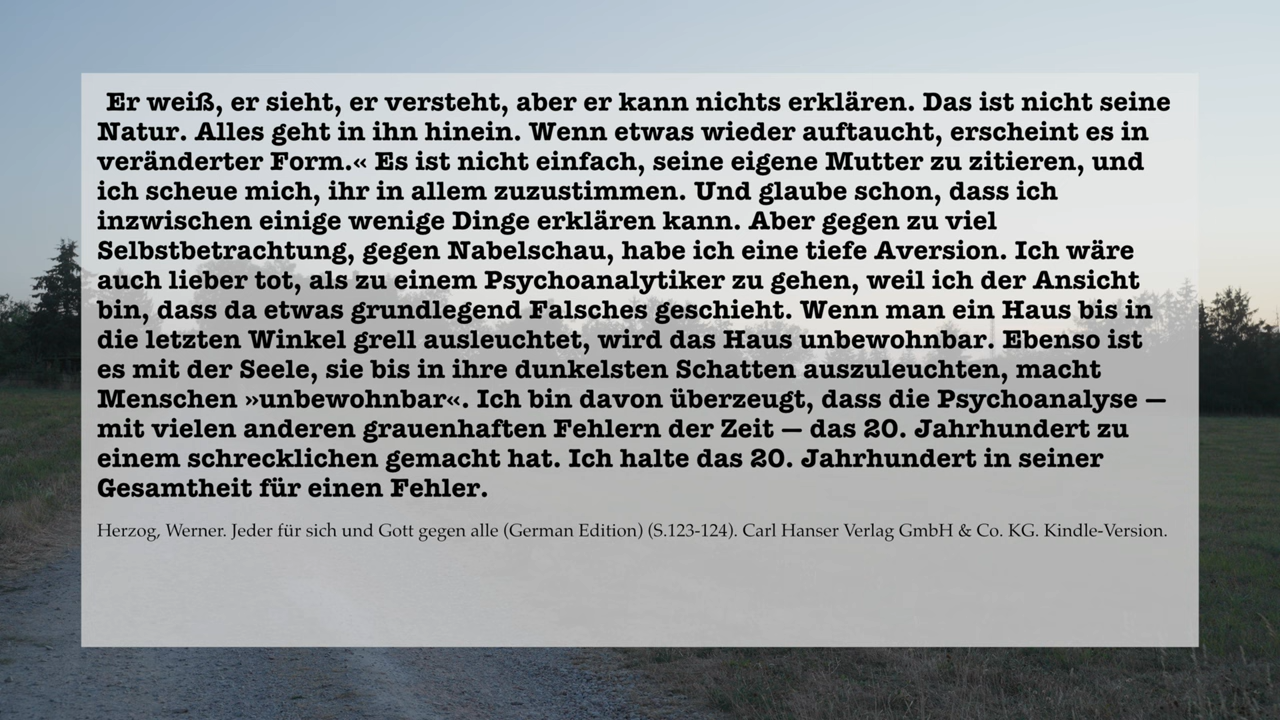 Er weiß, er sieht, er versteht, aber er kann nichts erklären. Das ist nicht seine
Natur. Alles geht in ihn hinein. Wenn etwas wieder auftaucht, erscheint es in
veränderter Form.« Es ist nicht einfach, seine eigene Mutter zu zitieren, und
ich scheue mich, ihr in allem zuzustimmen. Und glaube schon, dass ich
inzwischen einige wenige Dinge erklären kann. Aber gegen zu viel
Selbstbetrachtung, gegen Nabelschau, habe ich eine tiefe Aversion. Ich wäre
auch lieber tot, als zu einem Psychoanalytiker zu gehen, weil ich der Ansicht
bin, dass da etwas grundlegend Falsches geschieht. Wenn man ein Haus bis in
die letzten Winkel grell ausleuchtet, wird das Haus unbewohnbar. Ebenso ist
es mit der Seele, sie bis in ihre dunkelsten Schatten auszuleuchten, macht
Menschen »unbewohnbar«. Ich bin davon überzeugt, dass die Psychoanalyse —
mit vielen anderen grauenhaften Fehlern der Zeit — das 20. Jahrhundert zu
einem schrecklichen gemacht hat. Ich halte das 20. Jahrhundert in seiner
Gesamtheit für einen Fehler.
Herzog, Werner. Jeder für sich und Gott gegen alle (German Edition) (S.123-124). Carl Hanser Verlag GmbH & Co. KG. Kindle-Version.